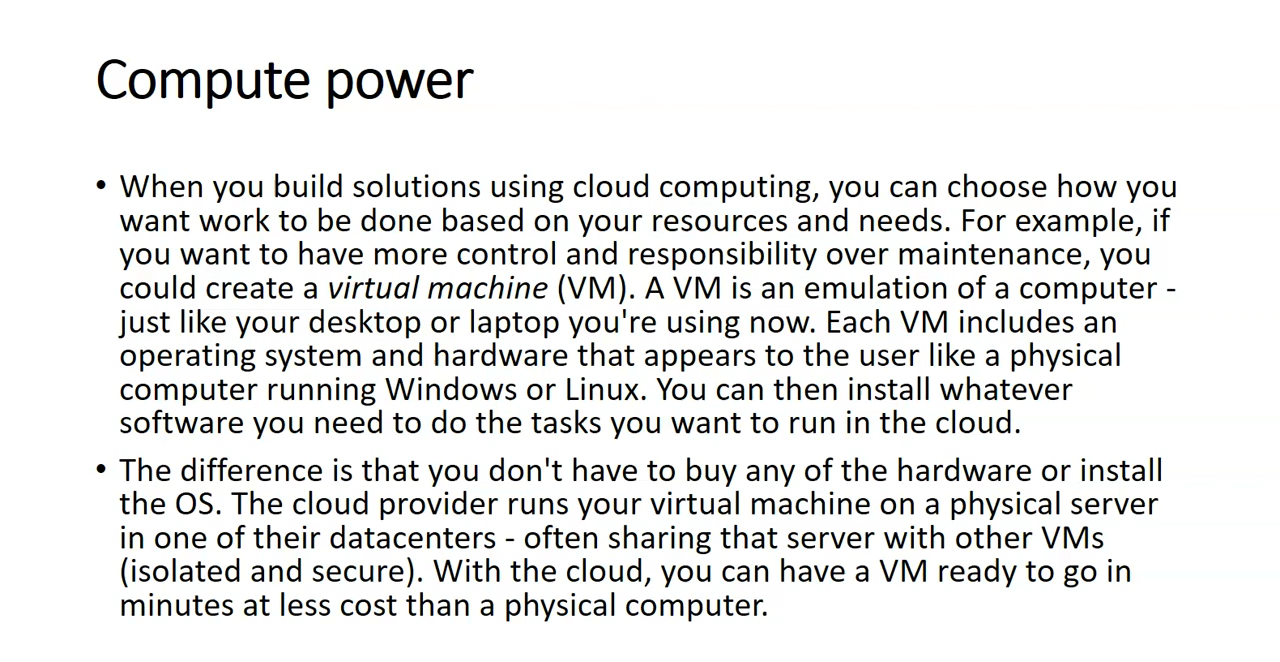 Compute power
• When you build solutions using cloud computing, you can choose how you
want work to be done based on your resources and needs. For example, if
you want to have more control and responsibility over maintenance, you
could create a virtual machine (VM). A VM is an emulation of a computer -
just like your desktop or laptop you're using now. Each VM includes an
operating system and hardware that appears to the user like a physical
computer running Windows or Linux. You can then install whatever
software you need to do the tasks you want to run in the cloud.
• The difference is that you don't have to buy any of the hardware or install
the OS. The cloud provider runs your virtual machine on a physical server
in one of their datacenters - often sharing that server with other VMs
(isolated and secure). With the cloud, you can have a VM ready to go in
minutes at less cost than a physical computer.